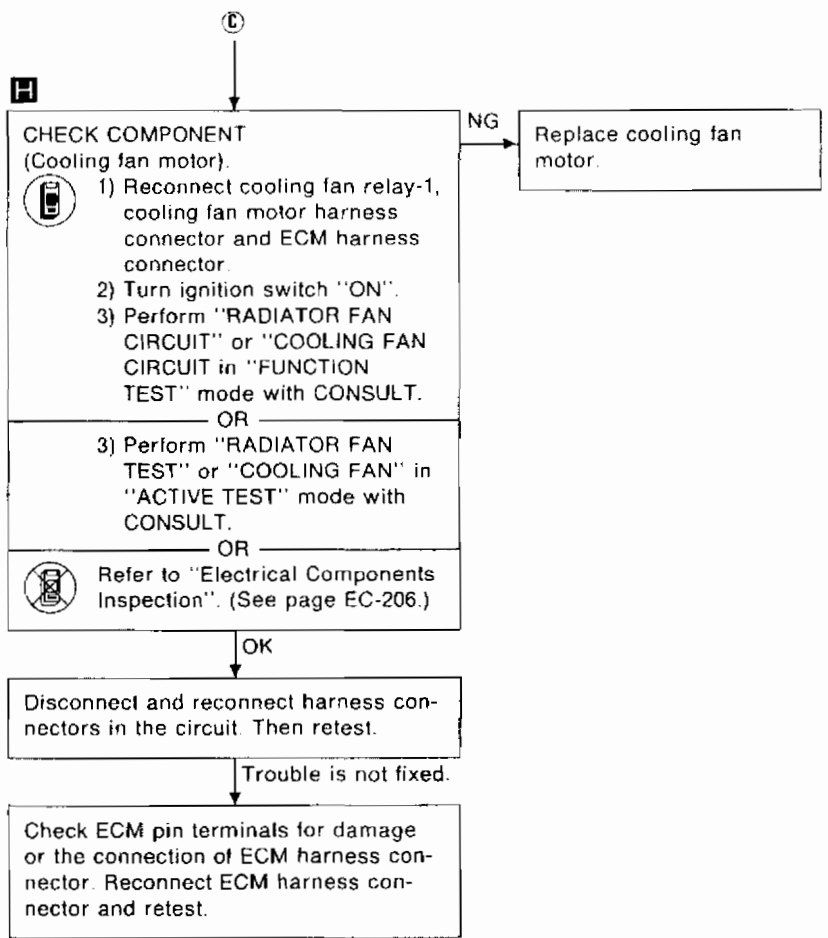 C
H
CHECK COMPONENT
(Cooling fan motor).
1) Reconnect cooling fan relay-1,
cooling fan motor harness
connector and ECM harness
connector.
2) Turn ignition switch "ON".
3) Perform "RADIATOR FAN
CIRCUIT" or "COOLING FAN
CIRCUIT in "FUNCTION
TEST" mode with CONSULT.
OR
3) Perform "RADIATOR FAN
TEST" or "COOLING FAN" in
"ACTIVE TEST" mode with
CONSULT.
OR
Refer to "Electrical Components
Inspection". (See page EC-206.)
NG
Replace cooling fan
motor.
OK
Disconnect and reconnect harness con-
nectors in the circuit. Then retest.
Trouble is not fixed.
Check ECM pin terminals for damage
or the connection of ECM harness con-
nector. Reconnect ECM harness con-
nector and retest.